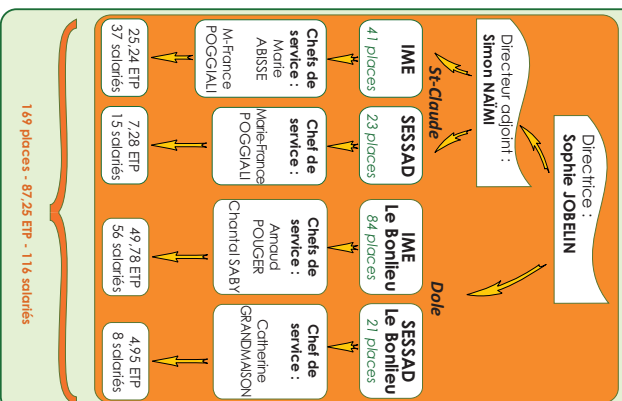 Directrice :
Sophie JOBELIN
Directeur adjoint :
Simon NAÏMI
St-Claude
Dole
IME
41 places
SESSAD
23 places
IME
Le Bonlieu
84 places
SESSAD
Le Bonlieu
21 places
Chefs de
service :
Marie
ABISSE
M-France
POGGIALI
Chef de
service :
Marie-France
POGGIALI
Chefs de
service :
Arnaud
POUGER
Chantal SABY
Chef de
service :
Catherine
GRANDMAISON
25,24 ETP
37 salariés
7,28 ETP
15 salariés
49,78 ETP
56 salariés
4,95 ETP
8 salariés
169 places - 87,25 ETP - 116 salariés